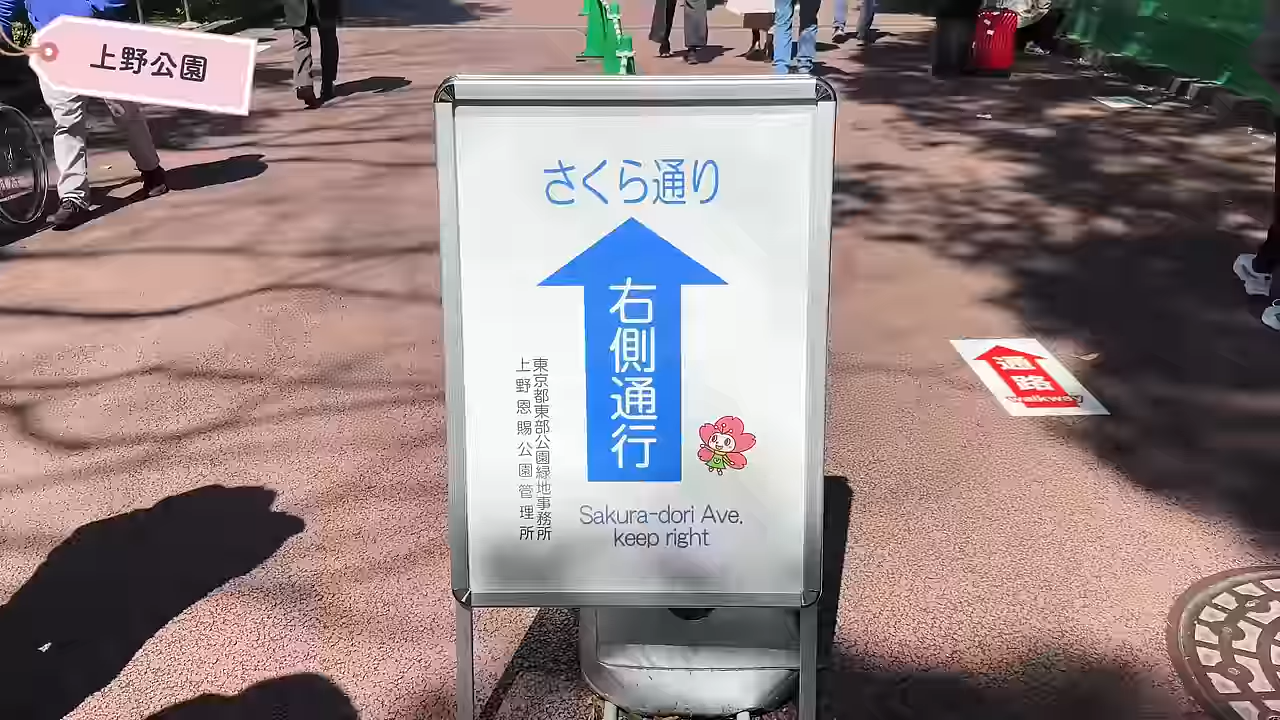 上野公園
さくら通り
右側通行
東京都東部公園緑地事務所
上野恩賜公園管理所
Sakura-dori Ave.
keep right
通路
walkway